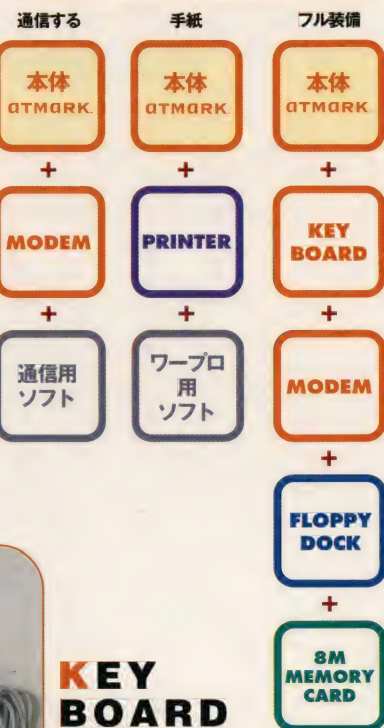 通信する
本体
ATMARK
+
MODEM
+
通信用
ソフト
手紙
本体
ATMARK
+
PRINTER
+
ワープロ
用
ソフト
フル装備
本体
ATMARK
+
KEY
BOARD
+
MODEM
+
FLOPPY
DOCK
+
8M
MEMORY
CARD
KEY
BOARD